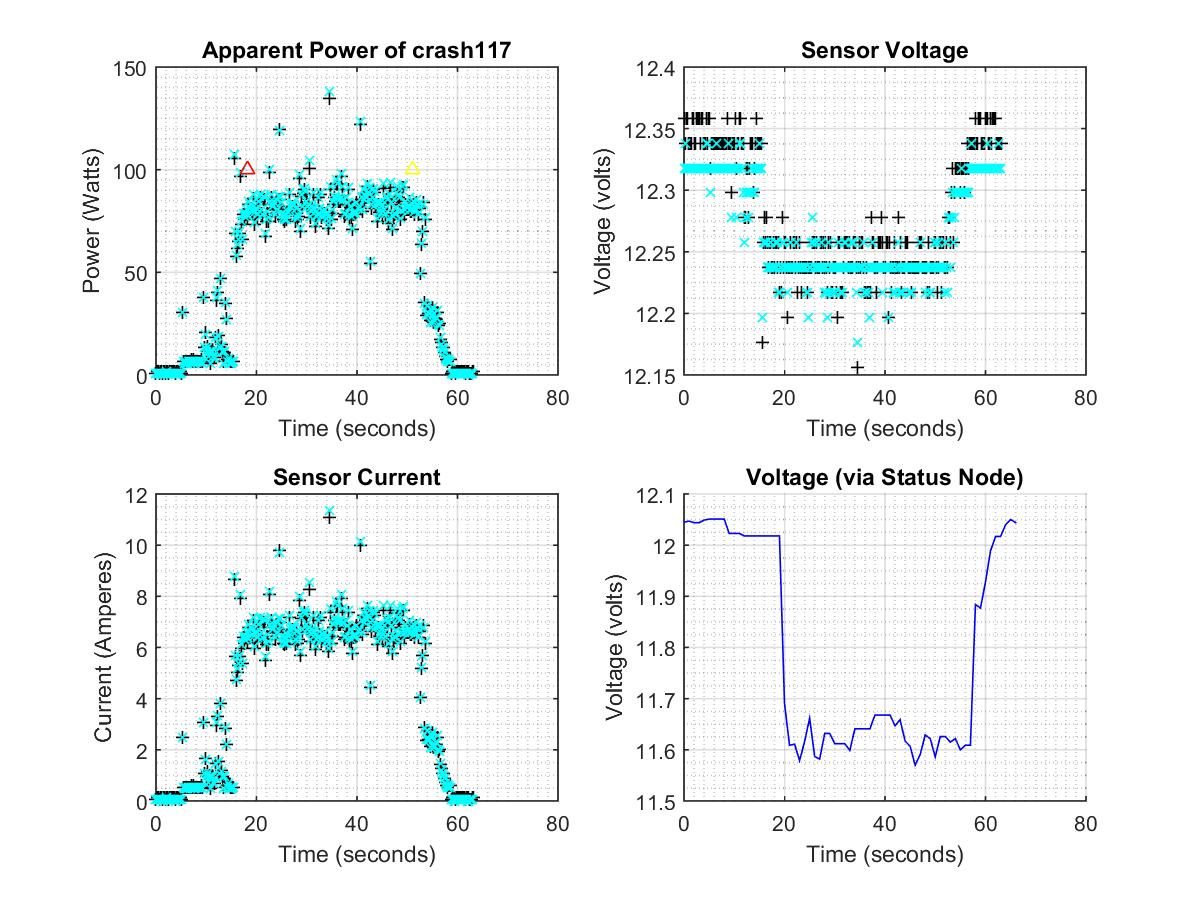 Apparent Power of crash117
150
100
50
0
Power (Watts)
0 20 40 60 80
Time (seconds)
Sensor Voltage
12.4
12.35
12.3
12.25
12.2
12.15
Voltage (volts)
0 20 40 60 80
Time (seconds)
Sensor Current
12
10
8
6
4
2
0
Current (Amperes)
0 20 40 60 80
Time (seconds)
Voltage (via Status Node)
12.1
12
11.9
11.8
11.7
11.6
11.5
Voltage (volts)
0 20 40 60 80
Time (seconds)